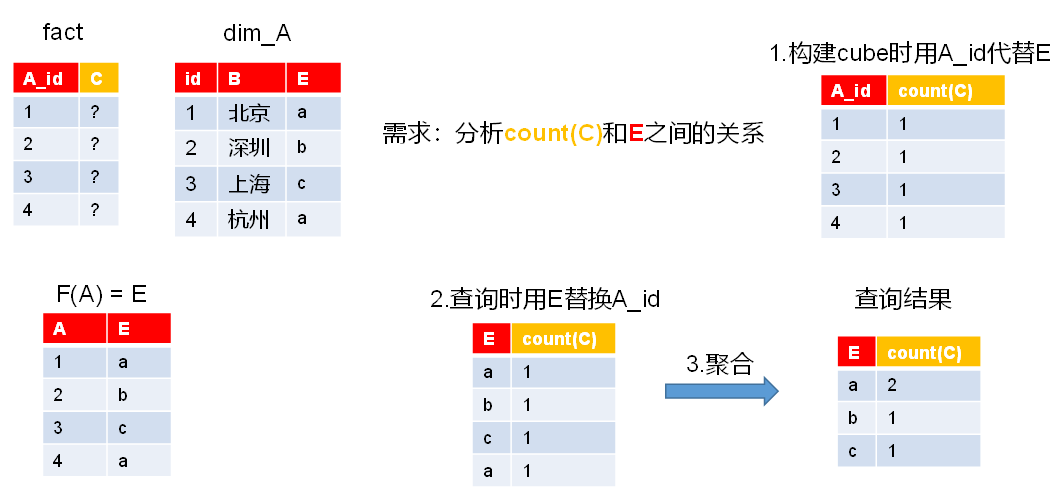 fact
A_id C
1 ?
2 ?
3 ?
4 ?
dim_A
id B E
1 北京 a
2 深圳 b
3 上海 c
4 杭州 a
需求：分析count(C)和E之间的关系
1.构建cube时用A_id代替E
A_id count(C)
1 1
2 1
3 1
4 1
F(A) = E
A E
1 a
2 b
3 c
4 a
2.查询时用E替换A_id
E count(C)
a 1
b 1
c 1
a 1
3.聚合
查询结果
E count(C)
a 2
b 1
c 1